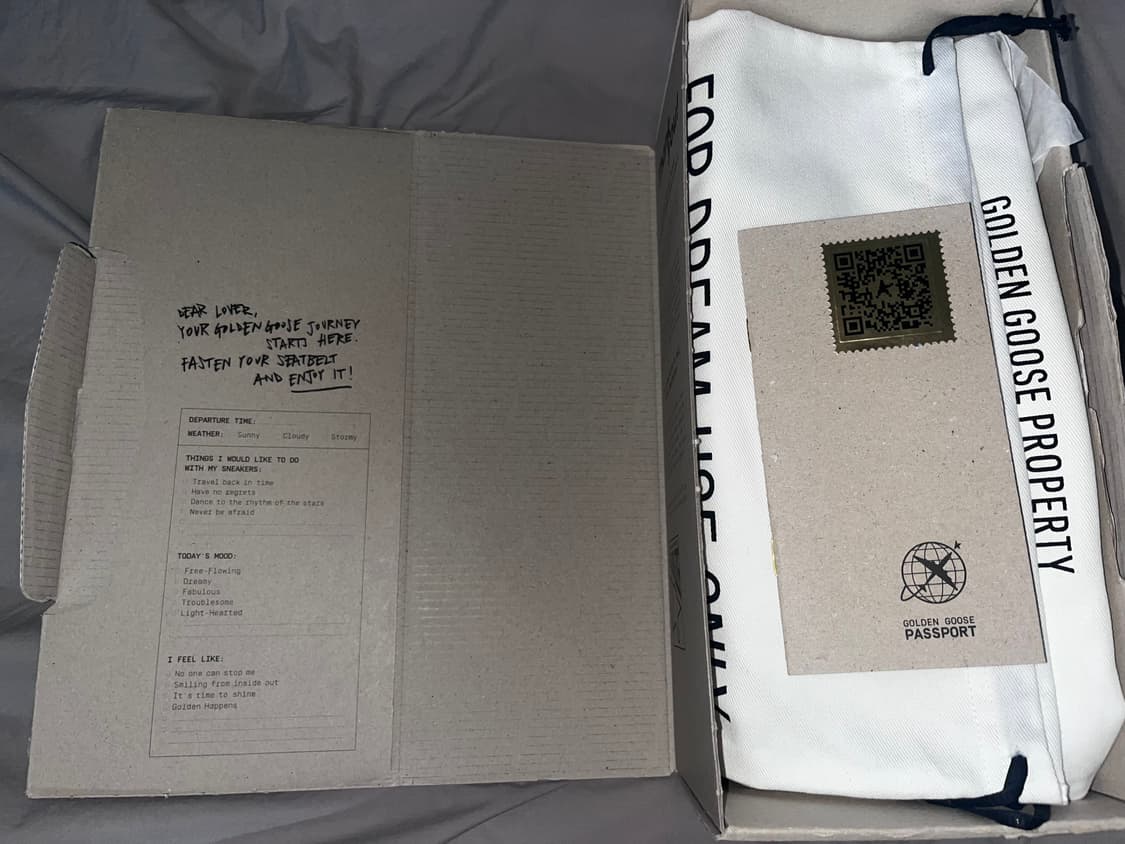 DEAR LOVER,
YOUR GOLDEN GOOSE JOURNEY
STARTS HERE.
FASTEN YOUR SEATBELT
AND ENJOY IT!
DEPARTURE TIME:
WEATHER: Sunny Cloudy Stormy
THINGS I WOULD LIKE TO DO
WITH MY SNEAKERS:
Travel back in time
Have no regrets
Dance to the rhythm of the stars
Never be afraid
TODAY'S MOOD:
Free-Flowing
Dreamy
Fabulous
Troublesome
Light-Hearted
I FEEL LIKE:
No one can stop me
Smiling from inside out
It's time to shine
Golden Happens
FOR DREAM USE ONLY
GOLDEN GOOSE
PASSPORT
GOLDEN GOOSE PROPERTY